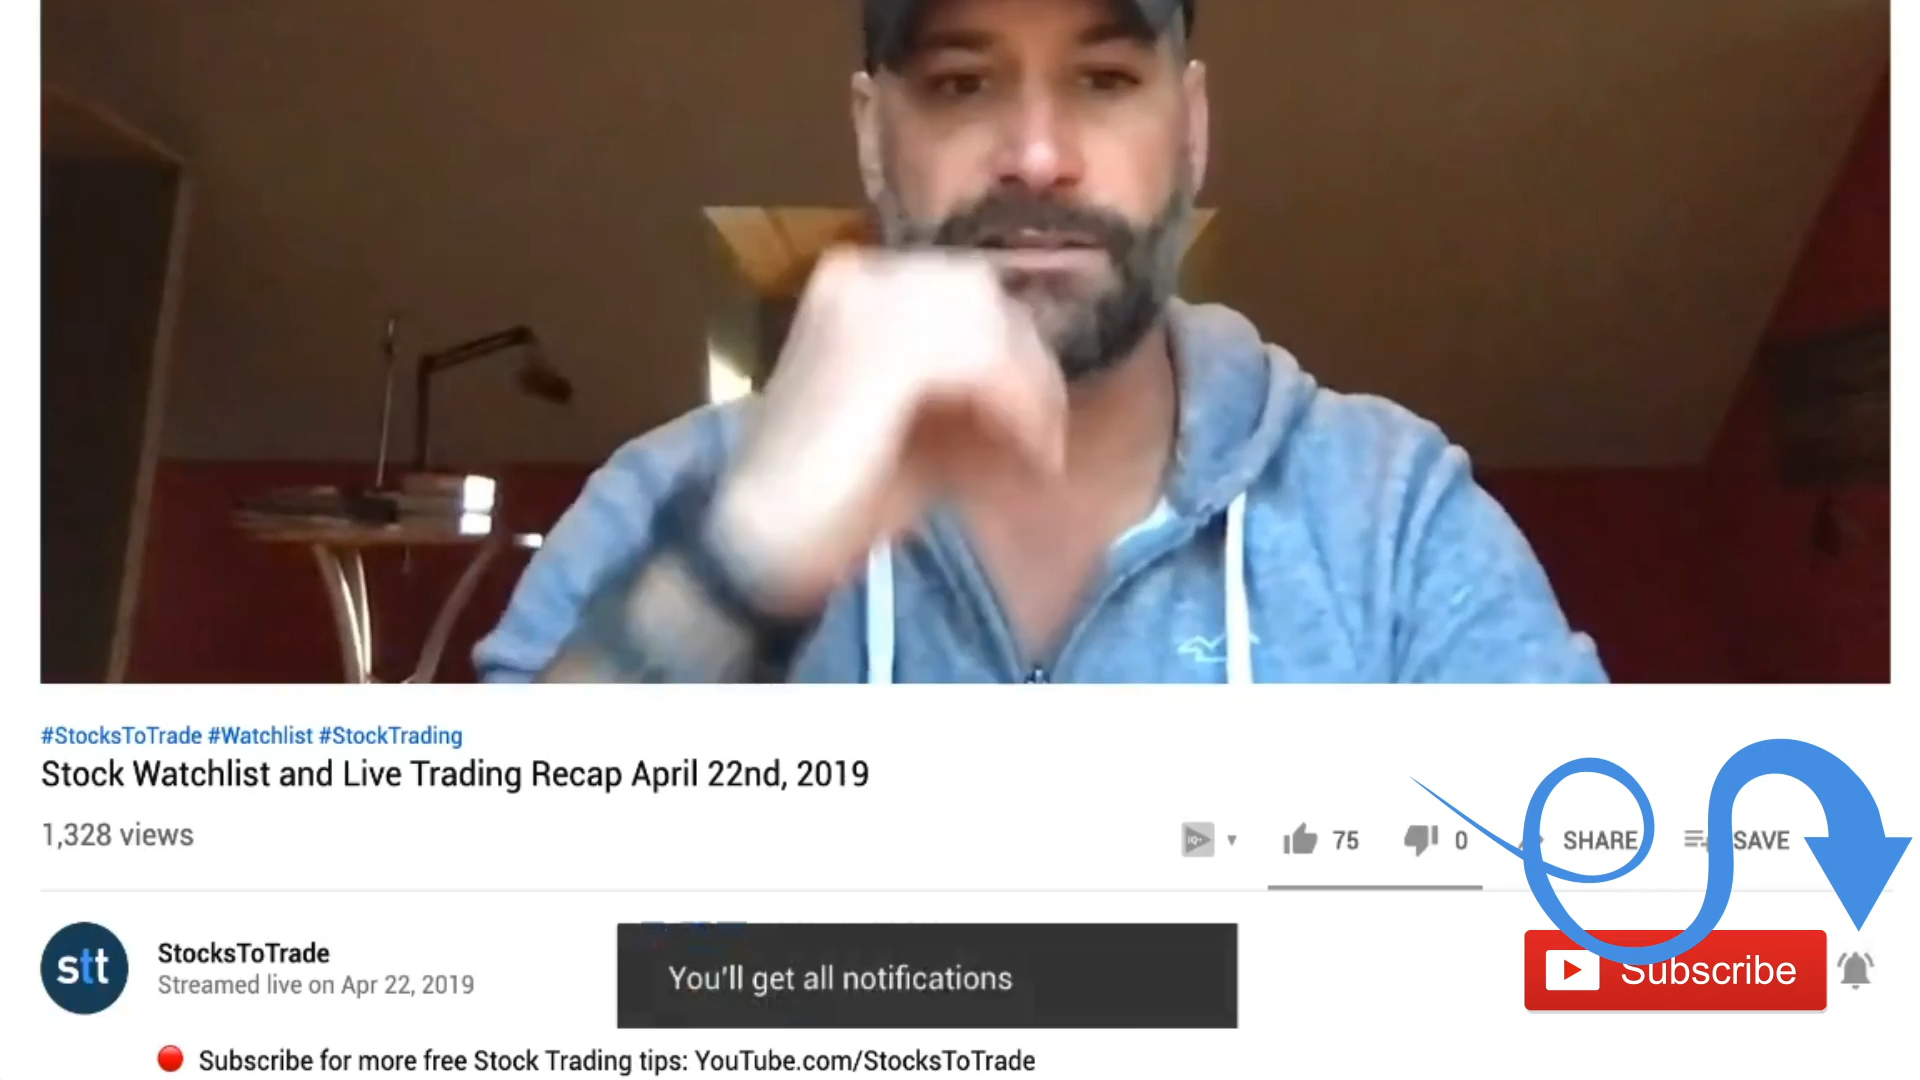 #StocksToTrade #Watchlist #StockTrading
Stock Watchlist and Live Trading Recap April 22nd, 2019
1,328 views
IQ+ 75 0 SHARE SAVE
stt
StocksToTrade
Streamed live on Apr 22, 2019
You'll get all notifications
Subscribe
Subscribe for more free Stock Trading tips: YouTube.com/StocksToTrade